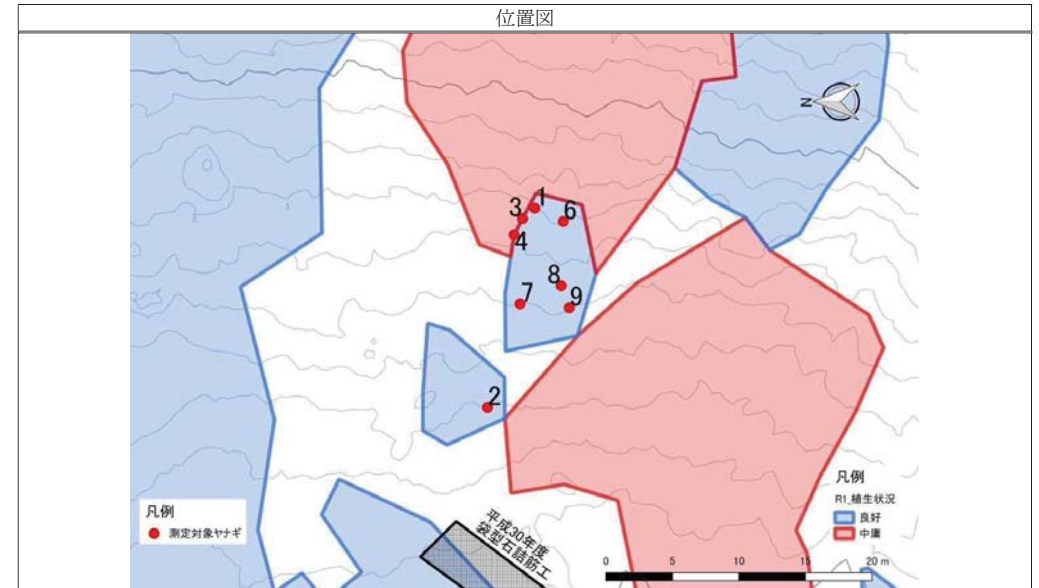 位置図
N
1
3
6
4
8
7
9
2
凡例
測定対象ヤナギ
平成30年度
袋型石詰筋工
凡例
R1_植生状況
良好
中庸
0 5 10 15 20 m